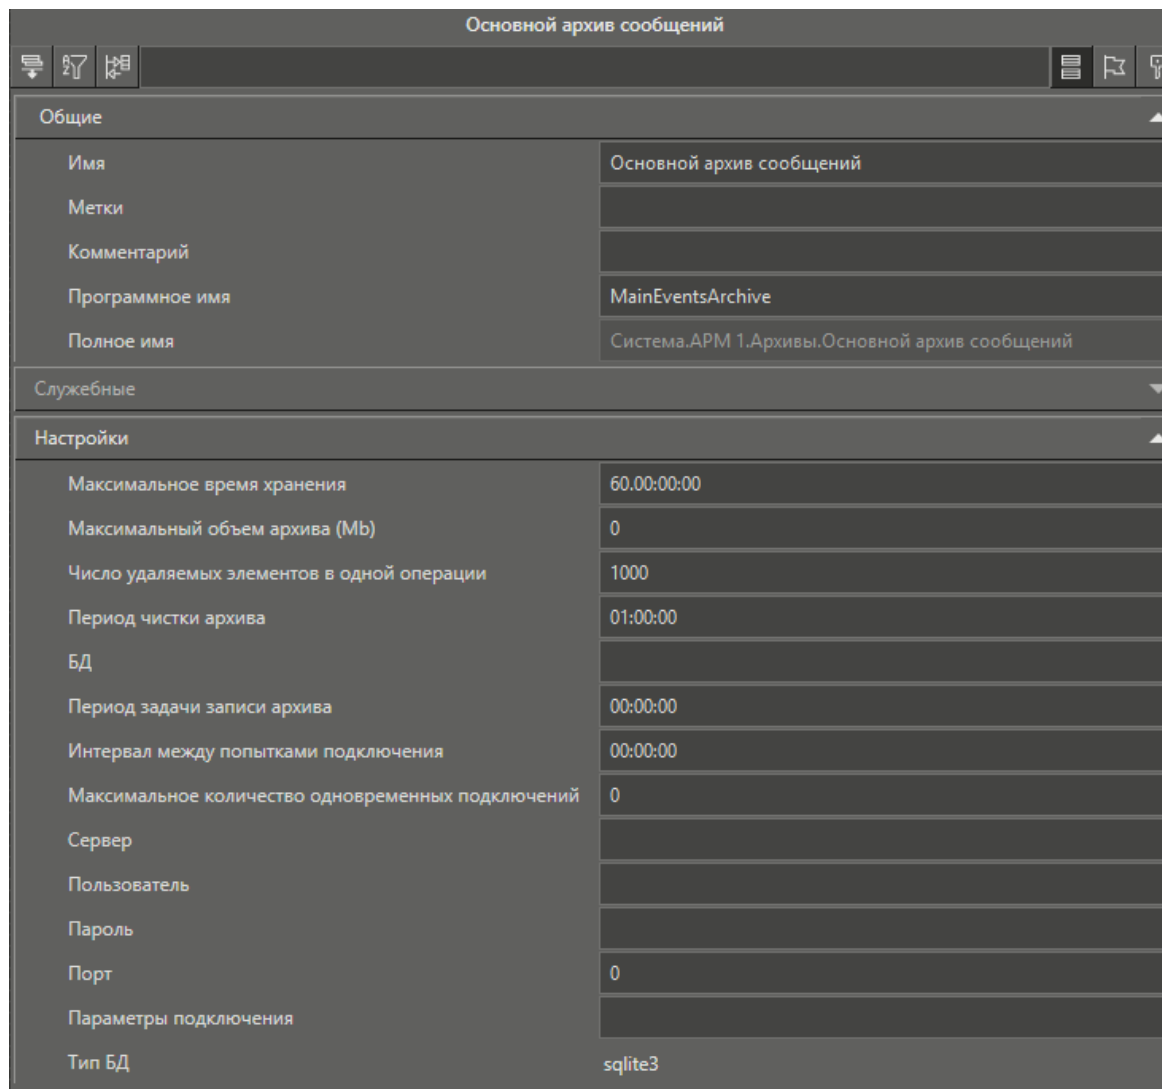 Основной архив сообщений
Общие
Имя Основной архив сообщений
Метки
Комментарий
Программное имя MainEventsArchive
Полное имя Система.АРМ 1.Архивы.Основной архив сообщений
Служебные
Настройки
Максимальное время хранения 60.00:00:00
Максимальный объем архива (Mb) 0
Число удаляемых элементов в одной операции 1000
Период чистки архива 01:00:00
БД
Период задачи записи архива 00:00:00
Интервал между попытками подключения 00:00:00
Максимальное количество одновременных подключений 0
Сервер
Пользователь
Пароль
Порт 0
Параметры подключения
Тип БД sqlite3